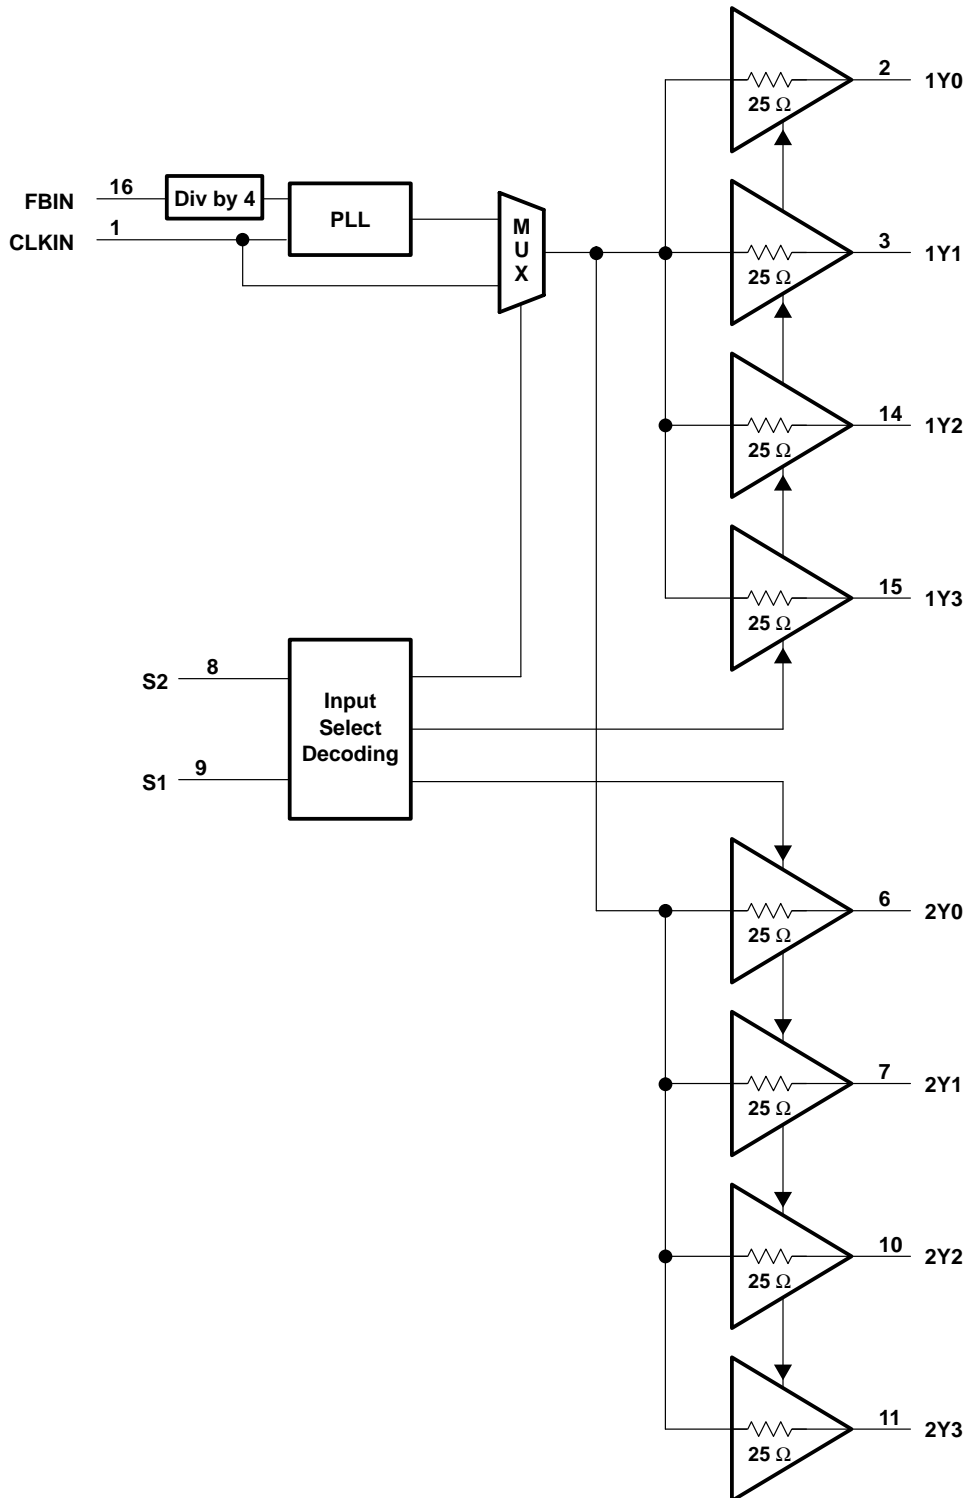 2
1Y0
25 Ω
FBIN
16
Div by 4
PLL
CLKIN
1
M
U
X
3
1Y1
25 Ω
14
1Y2
25 Ω
15
1Y3
25 Ω
S2
8
Input
Select
Decoding
S1
9
6
2Y0
25 Ω
7
2Y1
25 Ω
10
2Y2
25 Ω
11
2Y3
25 Ω